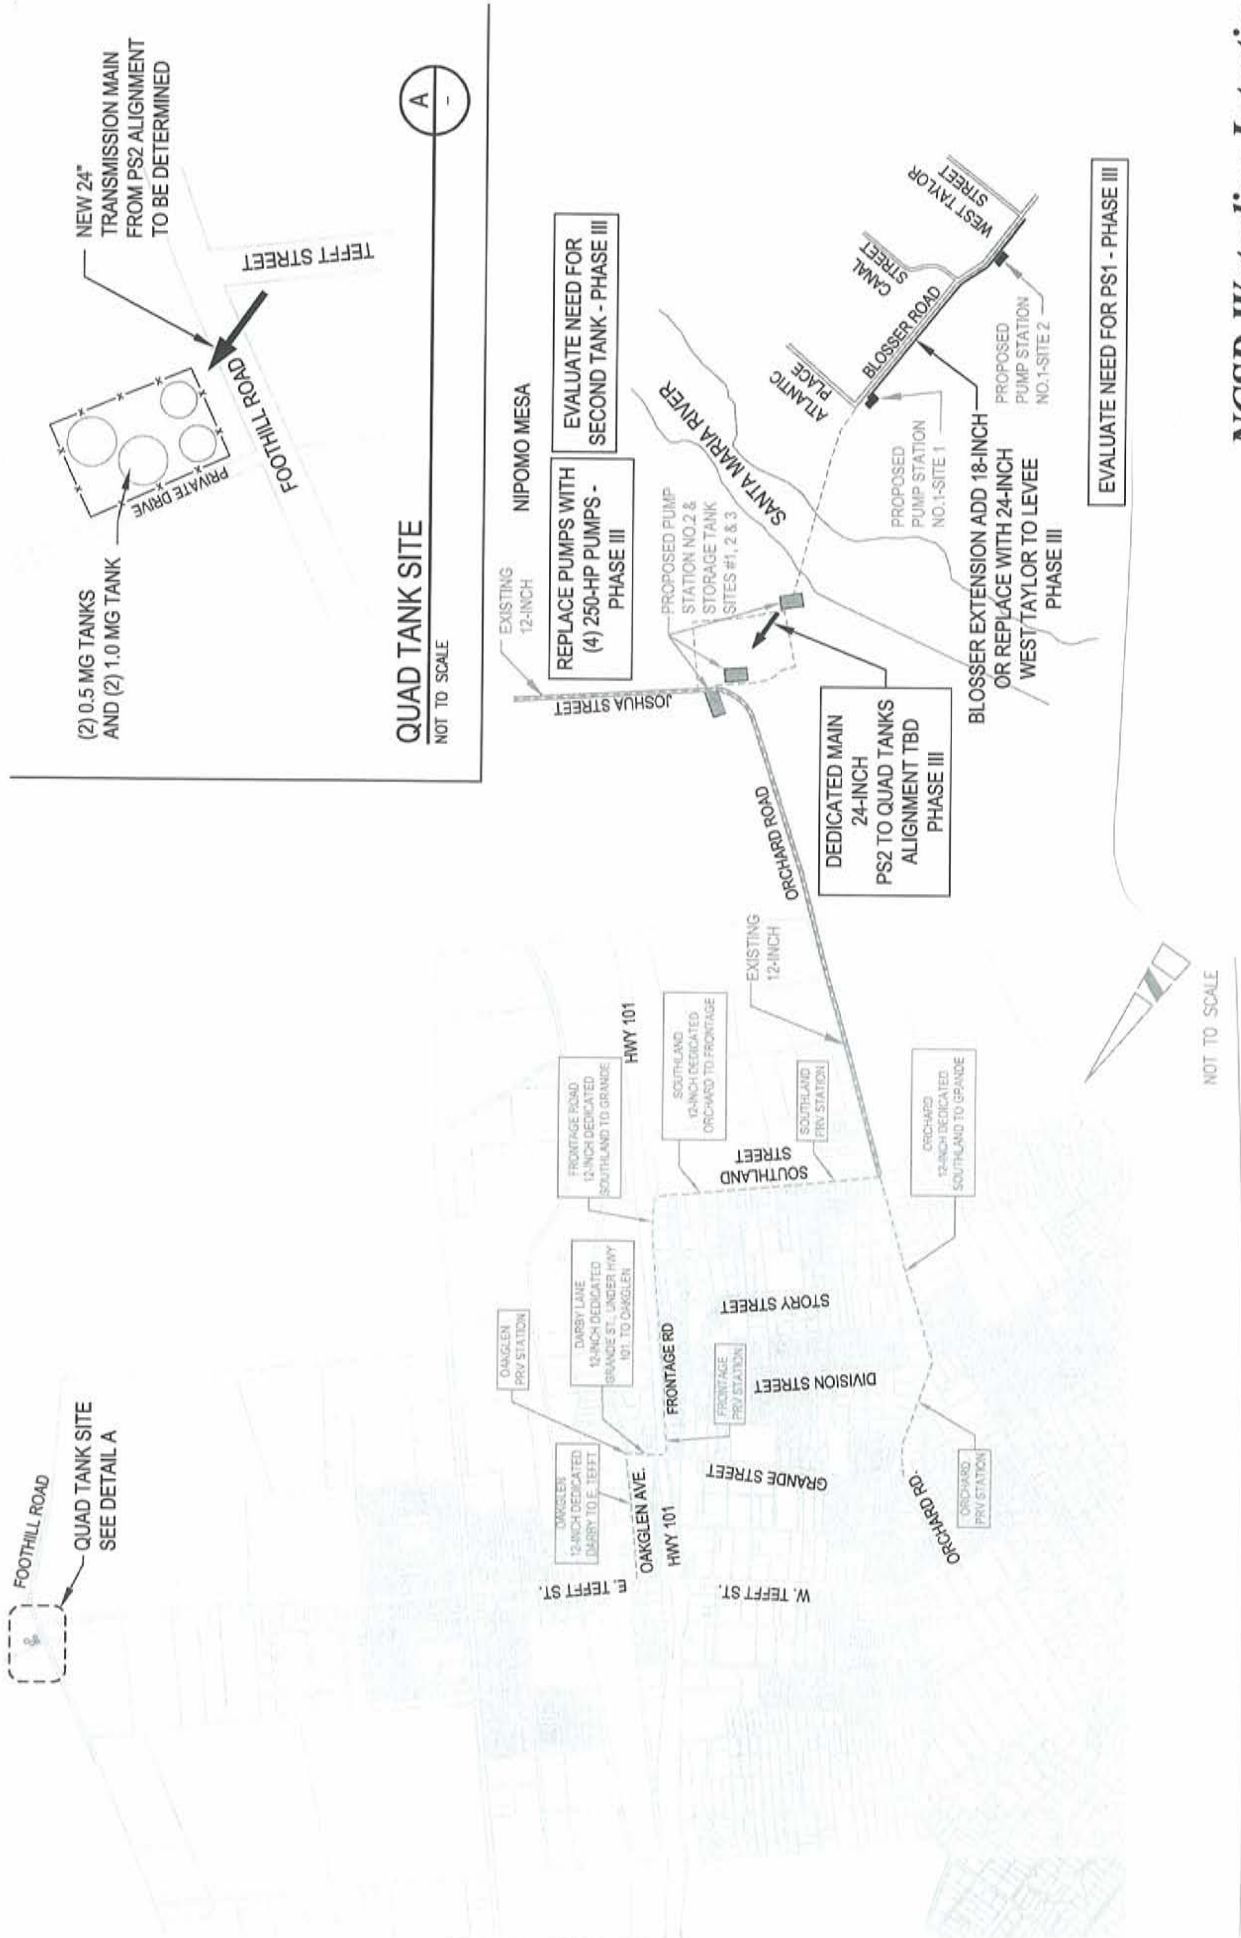 NEW 24"
TRANSMISSION MAIN
FROM PS2 ALIGNMENT
TO BE DETERMINED
(2) 0.5 MG TANKS
AND (2) 1.0 MG TANK
PRIVATE DRIVE
FOOTHILL ROAD
TEFFT STREET
QUAD TANK SITE
NOT TO SCALE
A
-
FOOTHILL ROAD
QUAD TANK SITE
SEE DETAIL A
EXISTING
12-INCH
NIPOMO MESA
REPLACE PUMPS WITH
(4) 250-HP PUMPS -
PHASE III
EVALUATE NEED FOR
SECOND TANK - PHASE III
JOSHUA STREET
PROPOSED PUMP
STATION NO.2 &
STORAGE TANK
SITES #1, 2 & 3
SANTA MARIA RIVER
ATLANTIC
PLACE
CANAL
STREET
WEST TAYLOR
STREET
BLOSSER ROAD
PROPOSED
PUMP STATION
NO.1-SITE 1
PROPOSED
PUMP STATION
NO.1-SITE 2
BLOSSER EXTENSION ADD 18-INCH
OR REPLACE WITH 24-INCH
WEST TAYLOR TO LEVEE
PHASE III
EVALUATE NEED FOR PS1 - PHASE III
DEDICATED MAIN
24-INCH
PS2 TO QUAD TANKS
ALIGNMENT TBD
PHASE III
ORCHARD ROAD
EXISTING
12-INCH
HWY 101
FRONTAGE ROAD
12-INCH DEDICATED
SOUTHLAND TO GRANDE
SOUTHLAND
12-INCH DEDICATED
ORCHARD TO FRONTAGE
SOUTHLAND
PRV STATION
SOUTHLAND
STREET
ORCHARD
12-INCH DEDICATED
SOUTHLAND TO GRANDE
OAKGLEN
PRV STATION
DARBY LANE
12-INCH DEDICATED
GRANDE ST., UNDER HWY
101, TO OAKGLEN
FRONTAGE RD
FRONTAGE
PRV STATION
STORY STREET
DIVISION STREET
GRANDE STREET
OAKGLEN
12-INCH DEDICATED
DARBY TO E. TEFFT
OAKGLEN AVE.
HWY 101
E. TEFFT ST.
W. TEFFT ST.
ORCHARD RD.
ORCHARD
PRV STATION
NOT TO SCALE